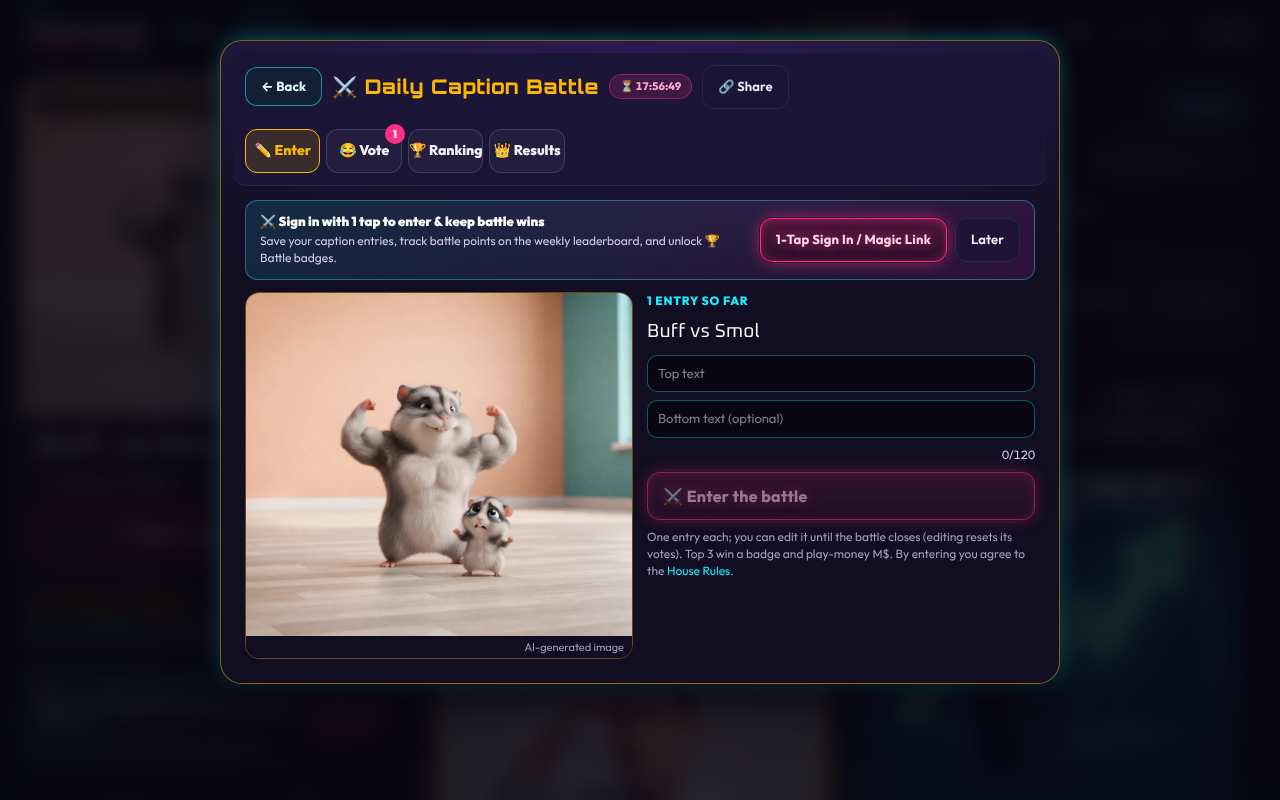 ← Back
⚔️ Daily Caption Battle
⏳ 17:56:49
🔗 Share
✏️ Enter
😂 Vote
1
🏆 Ranking
👑 Results
⚔️ Sign in with 1 tap to enter & keep battle wins
Save your caption entries, track battle points on the weekly leaderboard, and unlock 🏆
Battle badges.
1-Tap Sign In / Magic Link
Later
1 ENTRY SO FAR
Buff vs Smol
Top text
Bottom text (optional)
0/120
⚔️ Enter the battle
One entry each; you can edit it until the battle closes (editing resets its
votes). Top 3 win a badge and play-money M$. By entering you agree to
the House Rules.
AI-generated image